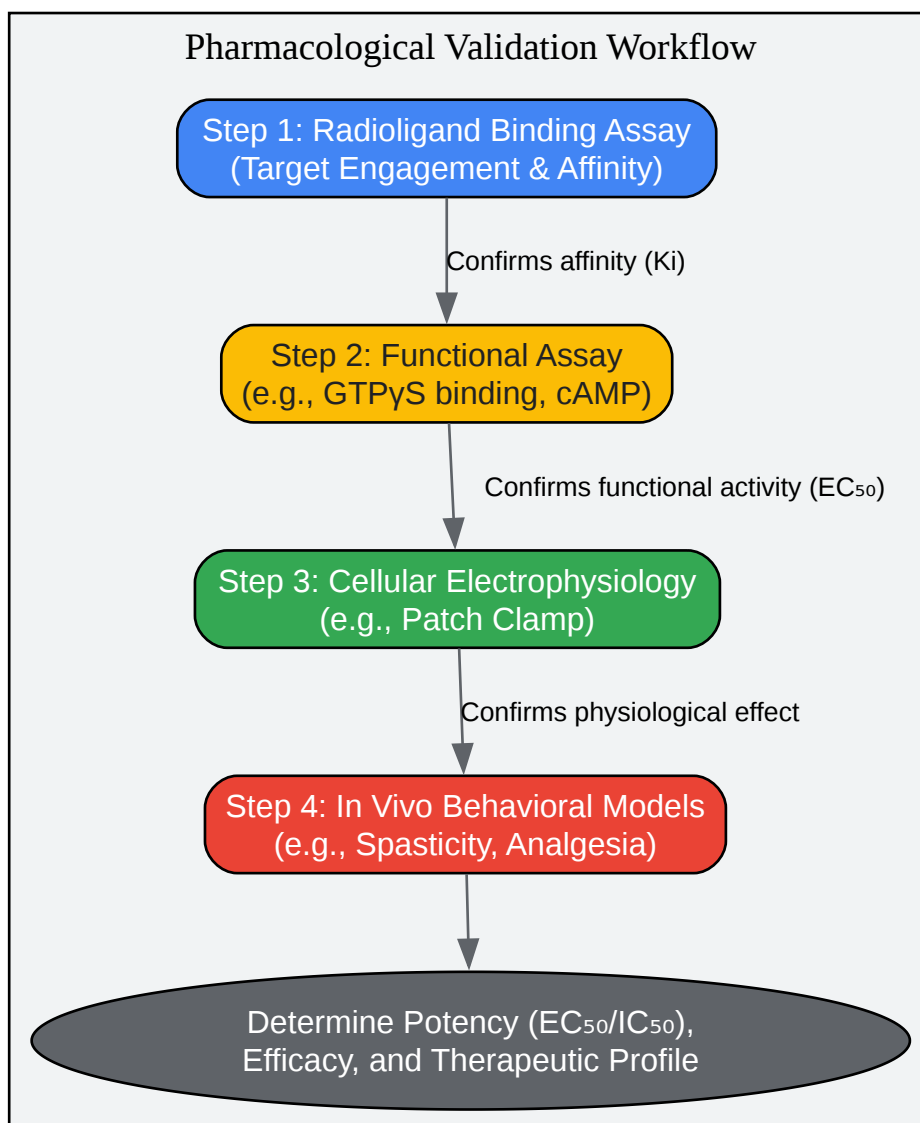 Pharmacological Validation Workflow
Step 1: Radioligand Binding Assay
(Target Engagement & Affinity)
Confirms affinity (Ki)
Step 2: Functional Assay
(e.g., GTPγS binding, cAMP)
Confirms functional activity (EC₅₀)
Step 3: Cellular Electrophysiology
(e.g., Patch Clamp)
Confirms physiological effect
Step 4: In Vivo Behavioral Models
(e.g., Spasticity, Analgesia)
Determine Potency (EC₅₀/IC₅₀),
Efficacy, and Therapeutic Profile